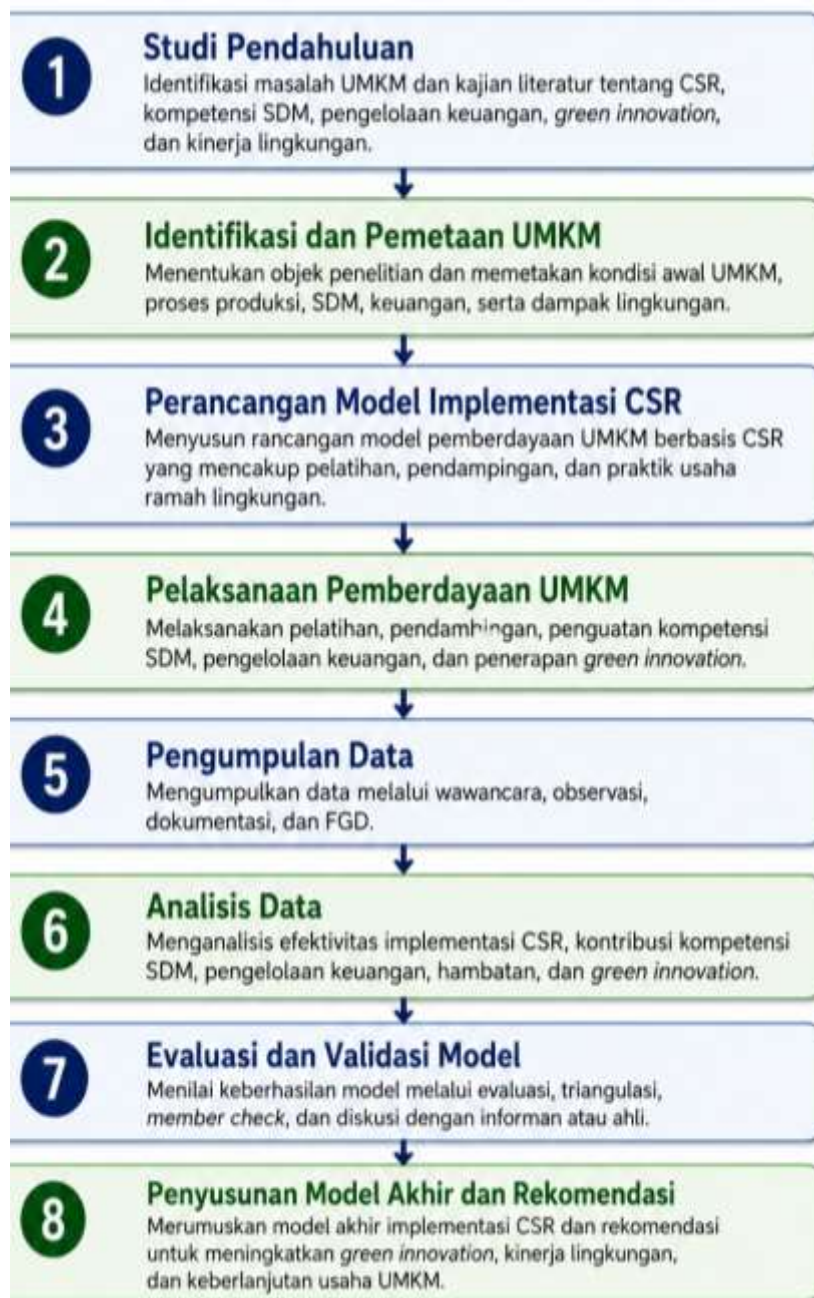 1
Studi Pendahuluan
Identifikasi masalah UMKM dan kajian literatur tentang CSR,
kompetensi SDM, pengelolaan keuangan, green innovation,
dan kinerja lingkungan.
2
Identifikasi dan Pemetaan UMKM
Menentukan objek penelitian dan memetakan kondisi awal UMKM,
proses produksi, SDM, keuangan, serta dampak lingkungan.
3
Perancangan Model Implementasi CSR
Menyusun rancangan model pemberdayaan UMKM berbasis CSR
yang mencakup pelatihan, pendampingan, dan praktik usaha
ramah lingkungan.
4
Pelaksanaan Pemberdayaan UMKM
Melaksanakan pelatihan, penguatan kompetensi
SDM, pengelolaan keuangan, dan penerapan green innovation.
5
Pengumpulan Data
Mengumpulkan data melalui wawancara, observasi,
dokumentasi, dan FGD.
6
Analisis Data
Menganalisis efektivitas implementasi CSR, kontribusi kompetensi
SDM, pengelolaan keuangan, hambatan, dan green innovation.
7
Evaluasi dan Validasi Model
Menilai keberhasilan model melalui evaluasi, triangulasi,
member check, dan diskusi dengan informan atau ahli.
8
Penyusunan Model Akhir dan Rekomendasi
Merumuskan model akhir implementasi CSR dan rekomendasi
untuk meningkatkan green innovation, kinerja lingkungan,
dan keberlanjutan usaha UMKM.